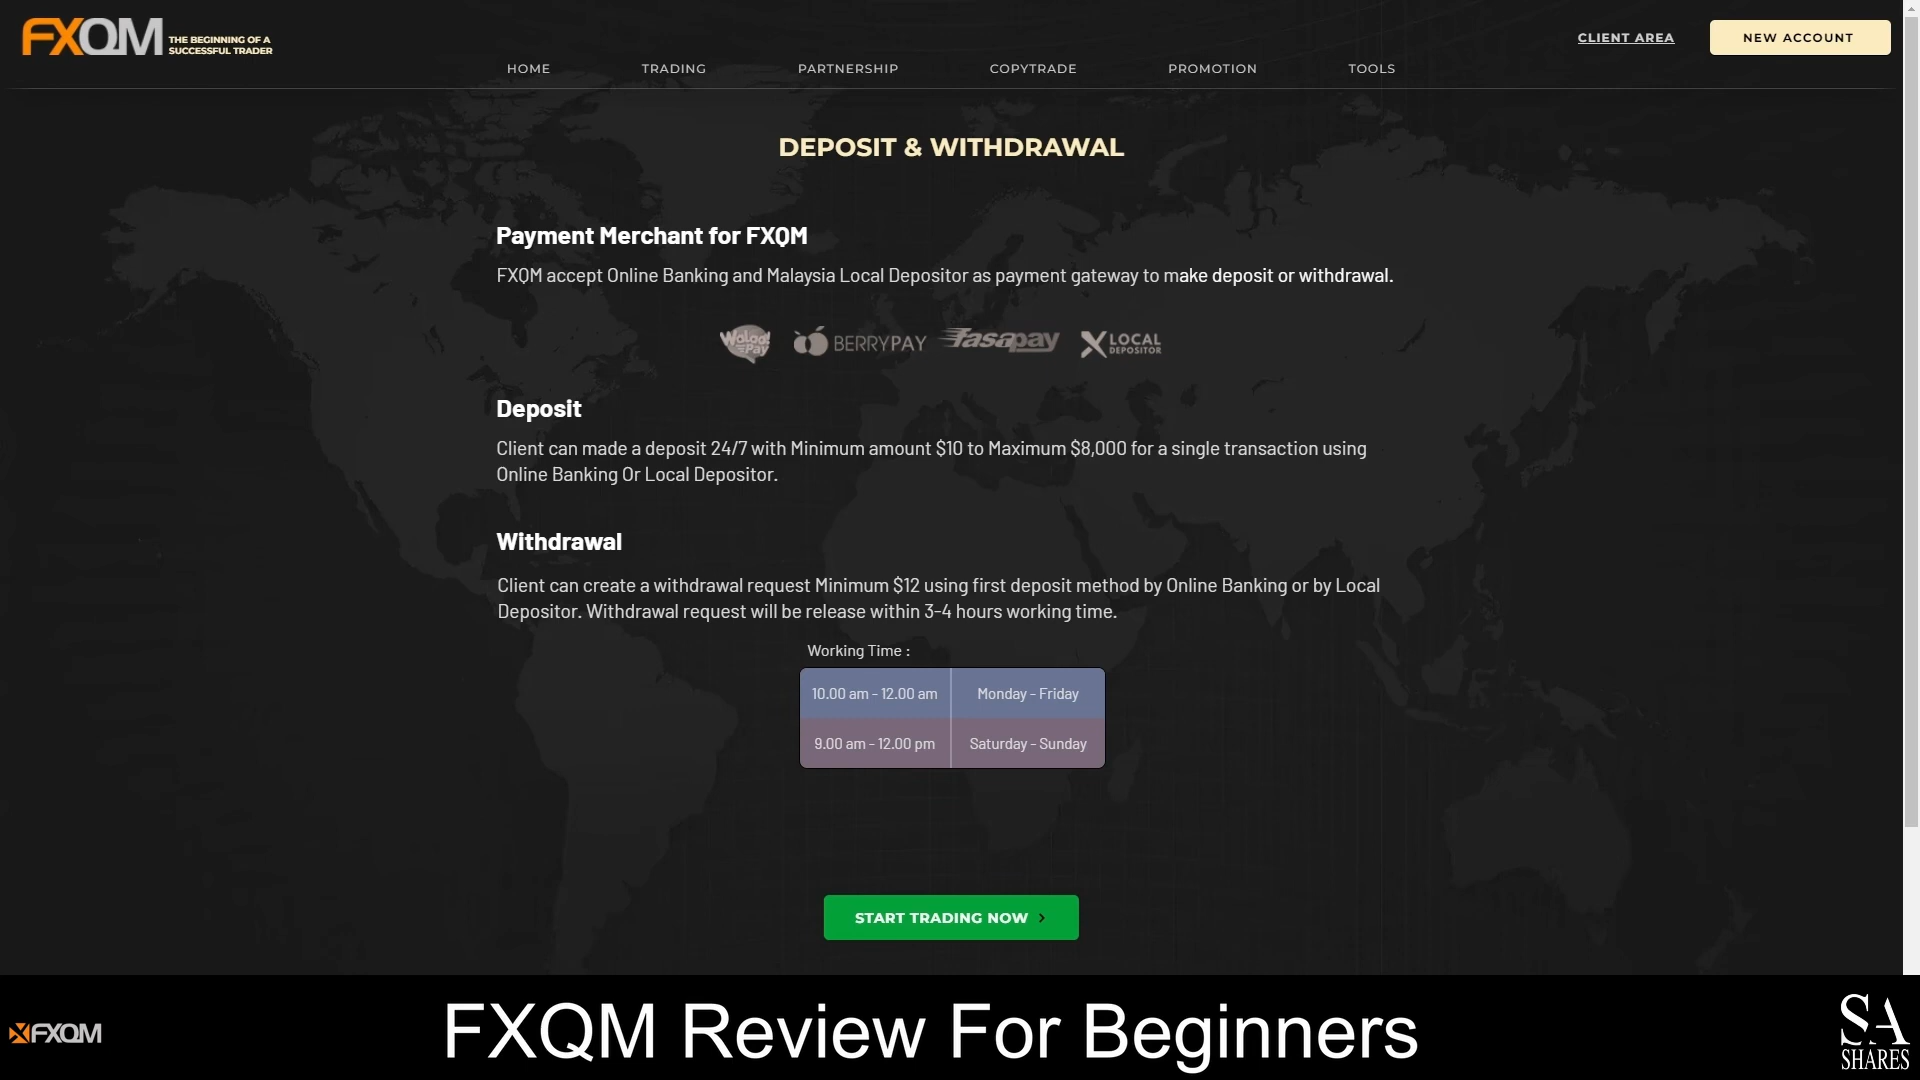 FXQM THE BEGINNING OF A
SUCCESSFUL TRADER
CLIENT AREA
NEW ACCOUNT
HOME TRADING PARTNERSHIP COPYTRADE PROMOTION TOOLS
DEPOSIT & WITHDRAWAL
Payment Merchant for FXQM
FXQM accept Online Banking and Malaysia Local Depositor as payment gateway to make deposit or withdrawal.
Waloo! Pay BERRYPAY fasapay X LOCAL DEPOSITOR
Deposit
Client can made a deposit 24/7 with Minimum amount $10 to Maximum $8,000 for a single transaction using
Online Banking Or Local Depositor.
Withdrawal
Client can create a withdrawal request Minimum $12 using first deposit method by Online Banking or by Local
Depositor. Withdrawal request will be release within 3-4 hours working time.
Working Time :
10.00 am - 12.00 am Monday - Friday
9.00 am - 12.00 pm Saturday - Sunday
START TRADING NOW
FXQM
FXQM Review For Beginners
SA
SHARES